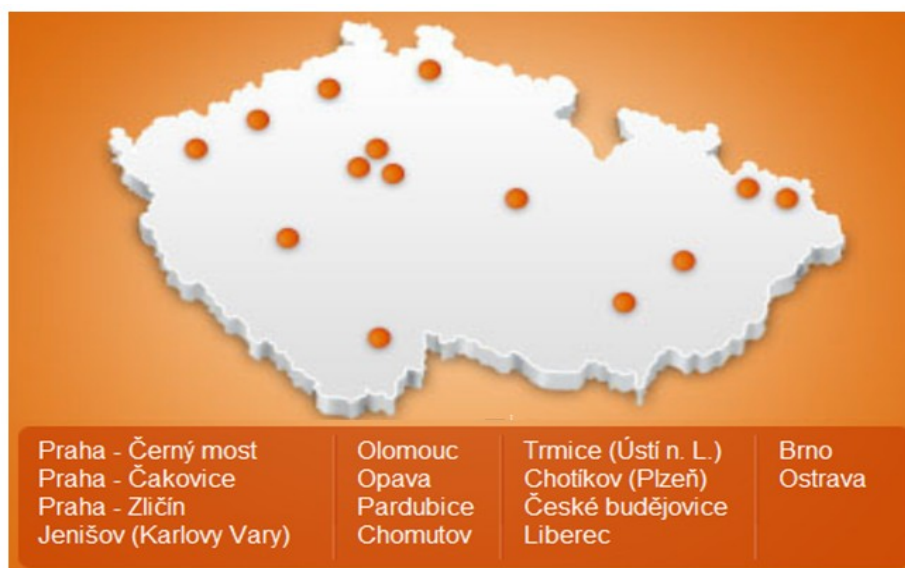 Praha - Černý most
Praha - Čakovice
Praha - Zličín
Jenišov (Karlovy Vary)
Olomouc
Opava
Pardubice
Chomutov
Trmice (Ústí n. L.)
Chotíkov (Plzeň)
České budějovice
Liberec
Brno
Ostrava